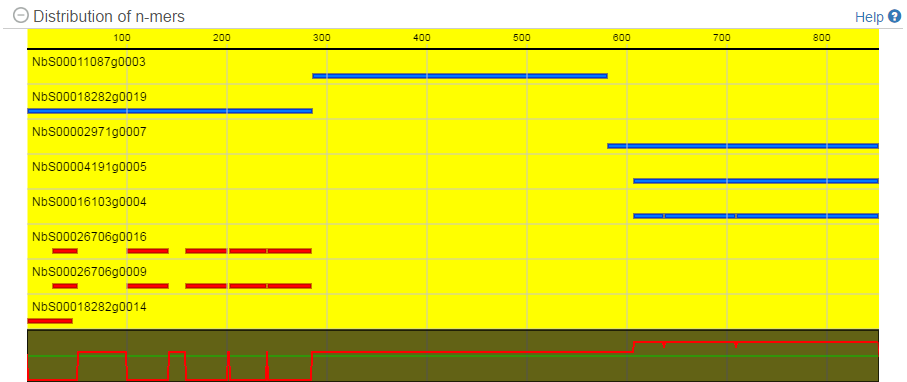 Distribution of n-mers Help ?
100 200 300 400 500 600 700 800
NbS00011087g0003
NbS00018282g0019
NbS00002971g0007
NbS00004191g0005
NbS00016103g0004
NbS00026706g0016
NbS00026706g0009
NbS00018282g0014